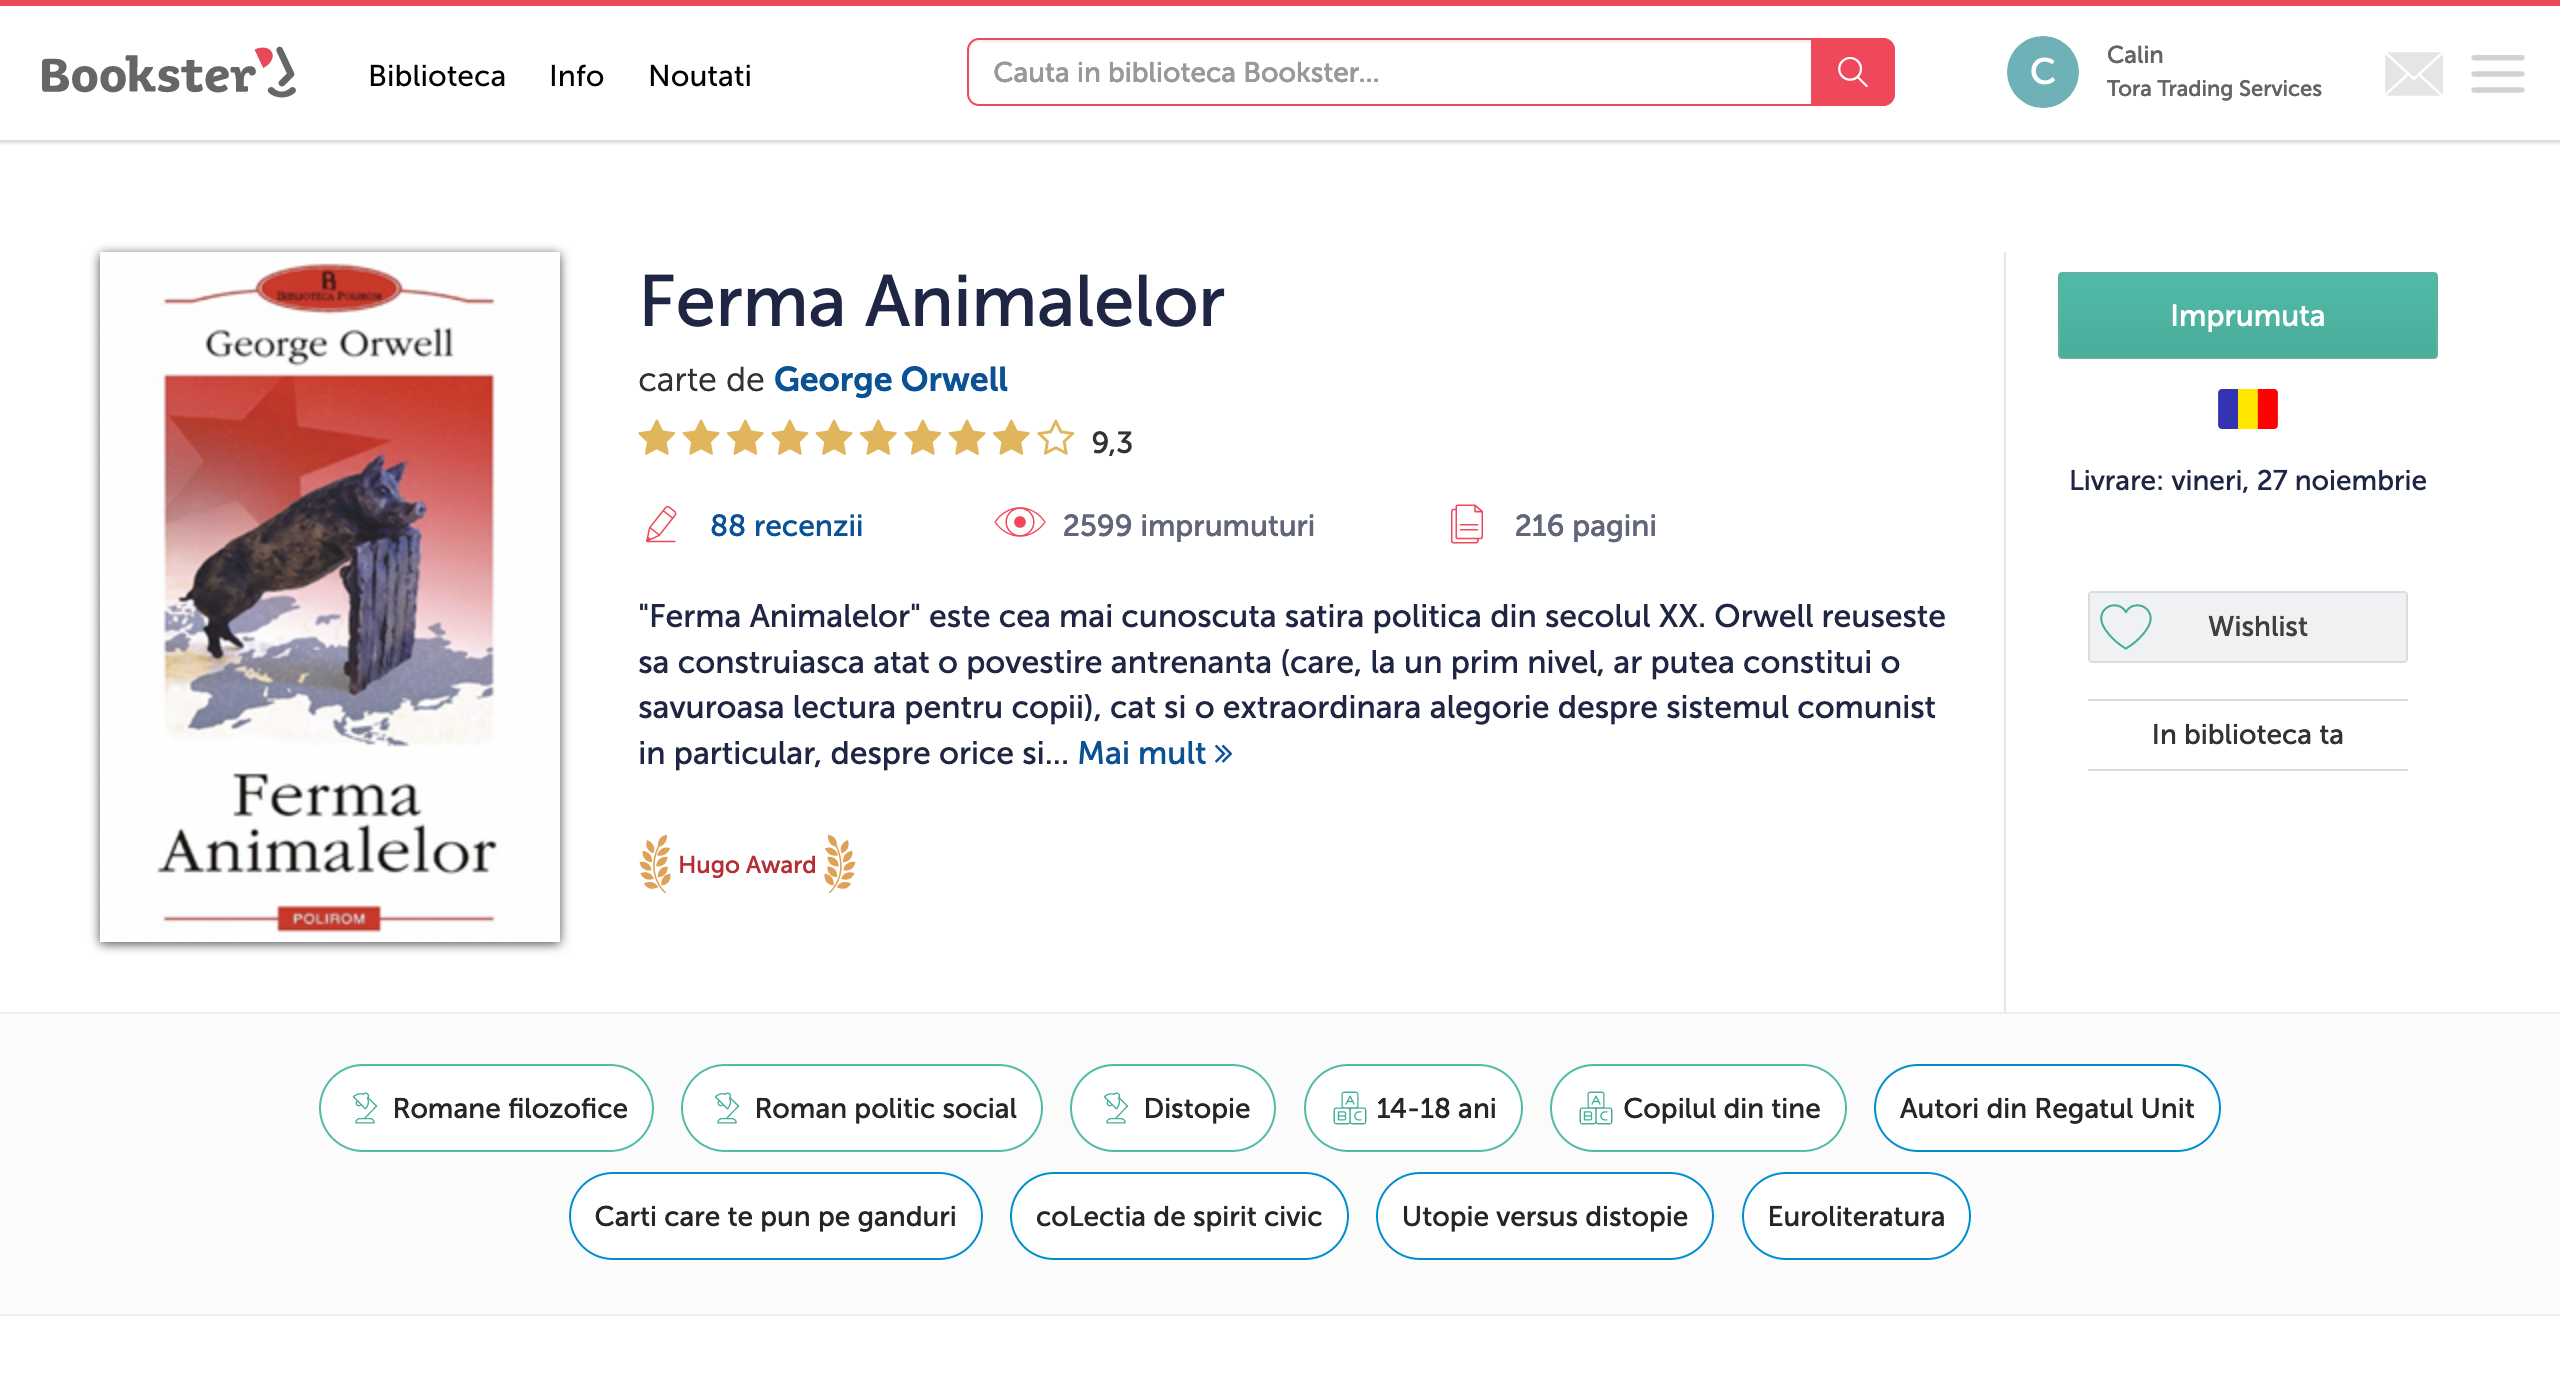 Bookster
Biblioteca
Info
Noutati
Cauta in biblioteca Bookster...
C
Calin
Tora Trading Services
B
BIBLIOTECA POLIROM
George Orwell
Ferma
Animalelor
POLIROM
Ferma Animalelor
carte de George Orwell
9,3
88 recenzii
2599 imprumuturi
216 pagini
"Ferma Animalelor" este cea mai cunoscuta satira politica din secolul XX. Orwell reuseste
sa construiasca atat o povestire antrenanta (care, la un prim nivel, ar putea constitui o
savuroasa lectura pentru copii), cat si o extraordinara alegorie despre sistemul comunist
in particular, despre orice si... Mai mult »
Hugo Award
Imprumuta
Livrare: vineri, 27 noiembrie
Wishlist
In biblioteca ta
Romane filozofice
Roman politic social
Distopie
ABC 14-18 ani
ABC Copilul din tine
Autori din Regatul Unit
Carti care te pun pe ganduri
coLectia de spirit civic
Utopie versus distopie
Euroliteratura